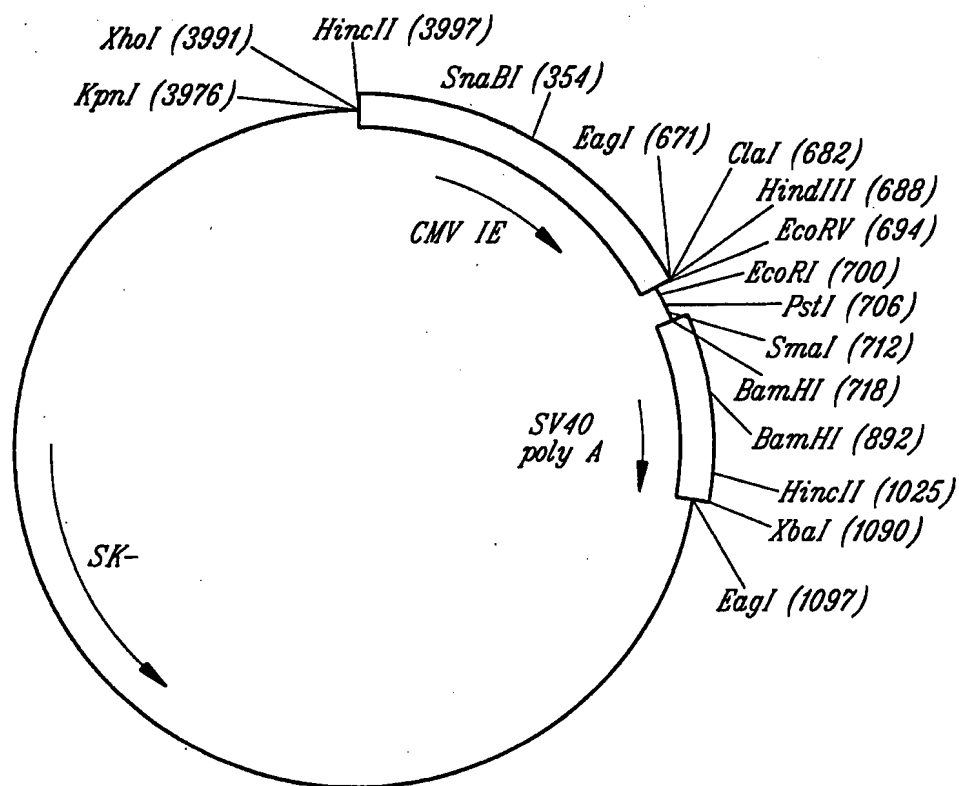 XhoI (3991)
HincII (3997)
KpnI (3976)
SnaBI (354)
EagI (671)
ClaI (682)
HindIII (688)
EcoRV (694)
EcoRI (700)
PstI (706)
SmaI (712)
BamHI (718)
BamHI (892)
HincII (1025)
XbaI (1090)
EagI (1097)
CMV IE
SV40
poly A
SK-